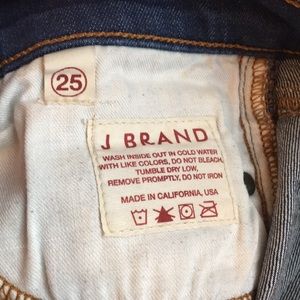 25
J BRAND
WASH INSIDE OUT IN COLD WATER
WITH LIKE COLORS, DO NOT BLEACH,
TUMBLE DRY LOW,
REMOVE PROMPTLY, DO NOT IRON
MADE IN CALIFORNIA, USA